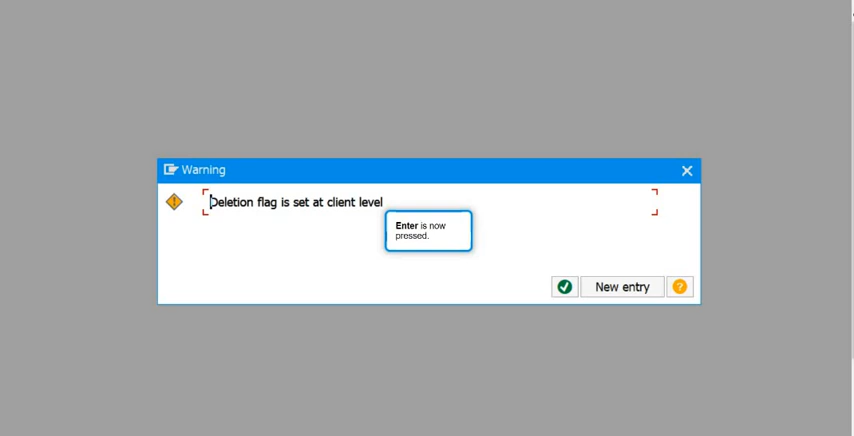 Warning
Deletion flag is set at client level
Enter is now
pressed.
New entry